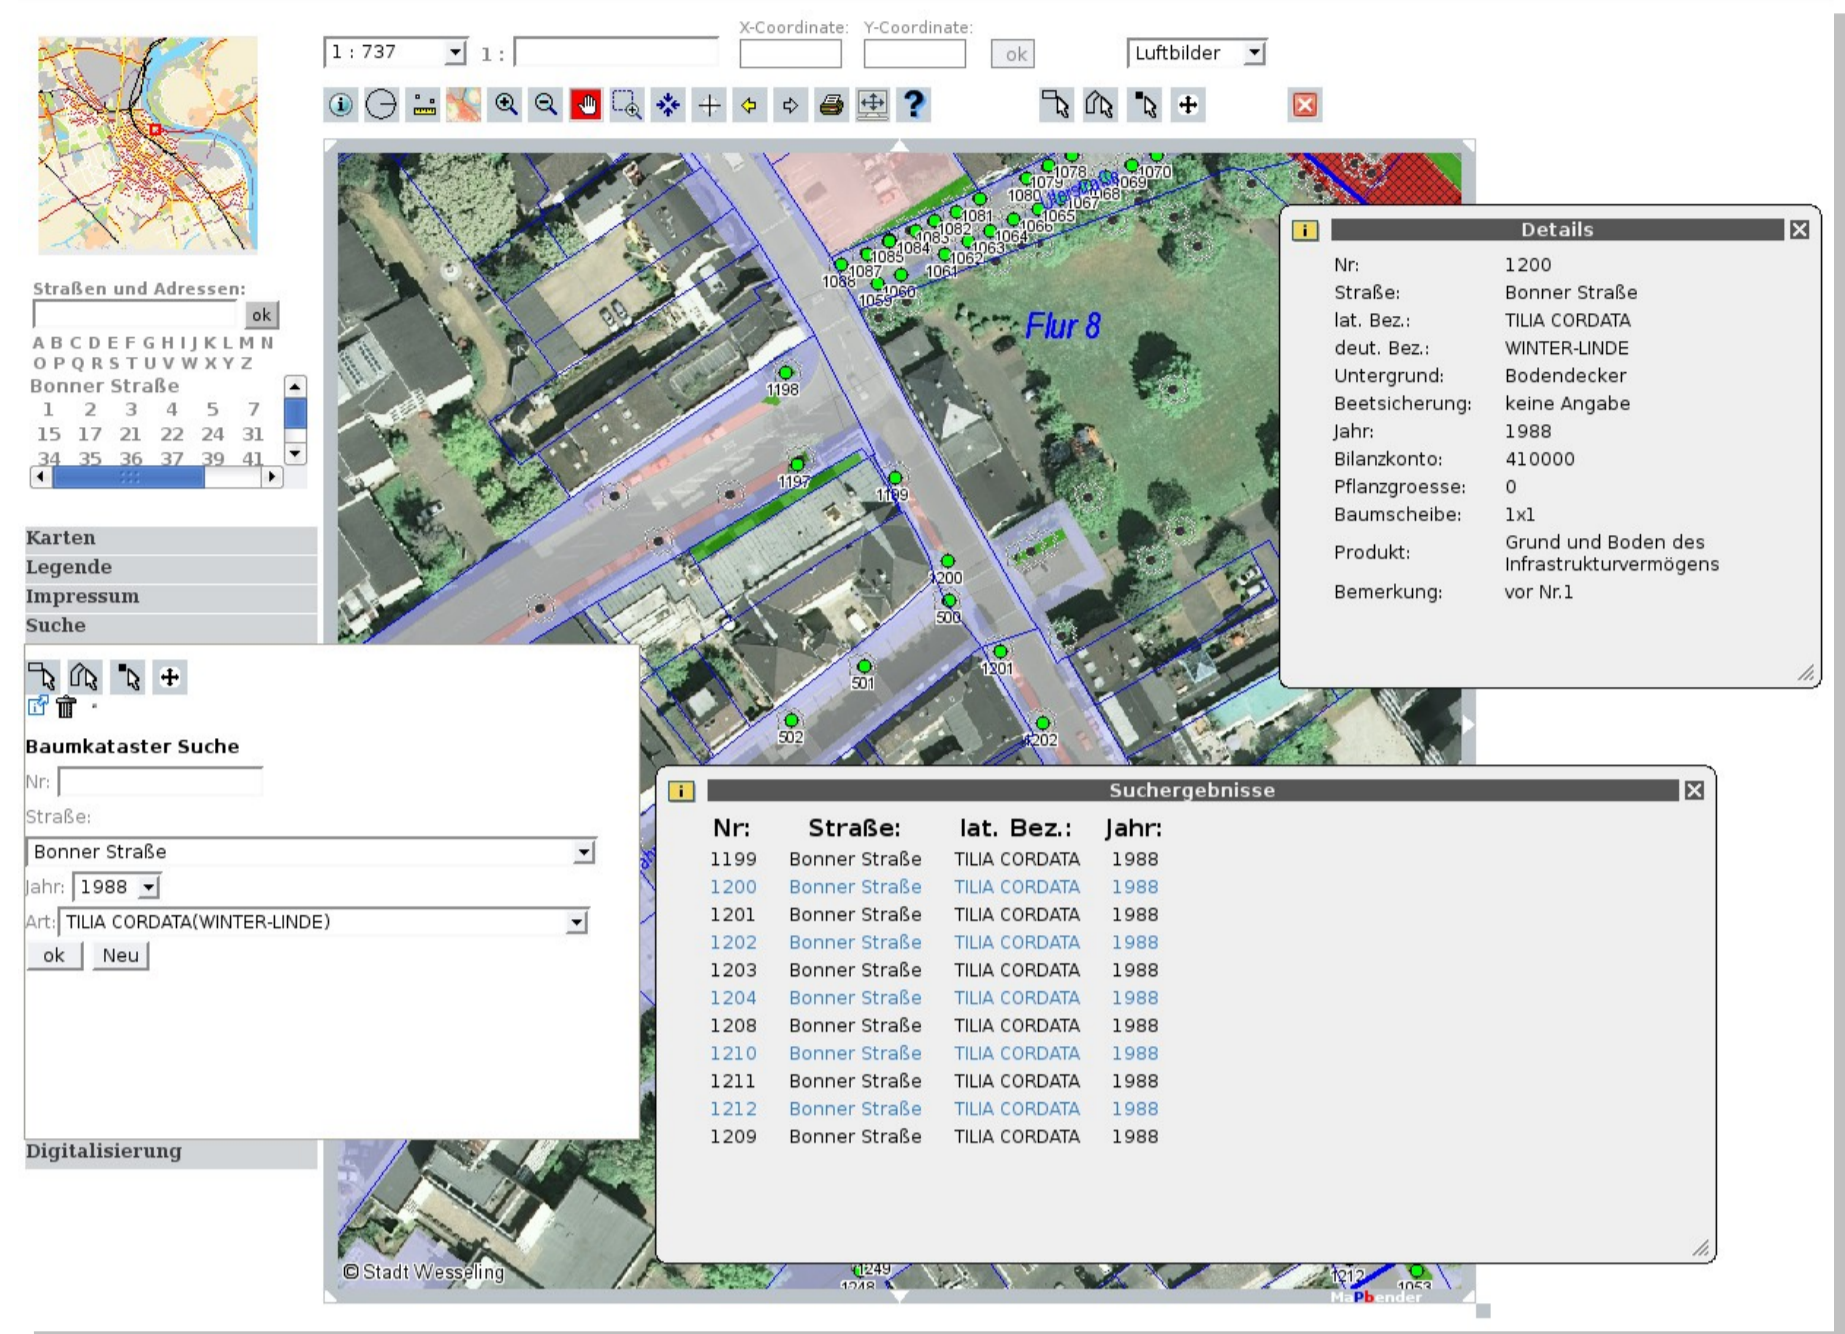 X-Coordinate: Y-Coordinate:
1 : 737 1 : ok Luftbilder
Straßen und Adressen:
ok
A B C D E F G H I J K L M N
O P Q R S T U V W X Y Z
Bonner Straße
1 2 3 4 5 7
15 17 21 22 24 31
34 35 36 37 39 41
Karten
Legende
Impressum
Suche
Baumkataster Suche
Nr:
Straße:
Bonner Straße
Jahr: 1988
Art: TILIA CORDATA(WINTER-LINDE)
ok Neu
Digitalisierung
1078
1070
1079
1069
1080
1068
1067
1081
1065
1082
1066
1083
1064
1084
1063
1085
1062
1087
1061
1088
1060
1059
Flur 8
1198
1197
1199
1200
500
1201
501
502
1202
1249
1248
1212
1053
© Stadt Wesseling
MaPbender
Details
Nr: 1200
Straße: Bonner Straße
lat. Bez.: TILIA CORDATA
deut. Bez.: WINTER-LINDE
Untergrund: Bodendecker
Beetsicherung: keine Angabe
Jahr: 1988
Bilanzkonto: 410000
Pflanzgroesse: 0
Baumscheibe: 1x1
Produkt: Grund und Boden des
Infrastrukturvermögens
Bemerkung: vor Nr.1
Suchergebnisse
Nr: Straße: lat. Bez.: Jahr:
1199 Bonner Straße TILIA CORDATA 1988
1200 Bonner Straße TILIA CORDATA 1988
1201 Bonner Straße TILIA CORDATA 1988
1202 Bonner Straße TILIA CORDATA 1988
1203 Bonner Straße TILIA CORDATA 1988
1204 Bonner Straße TILIA CORDATA 1988
1208 Bonner Straße TILIA CORDATA 1988
1210 Bonner Straße TILIA CORDATA 1988
1211 Bonner Straße TILIA CORDATA 1988
1212 Bonner Straße TILIA CORDATA 1988
1209 Bonner Straße TILIA CORDATA 1988